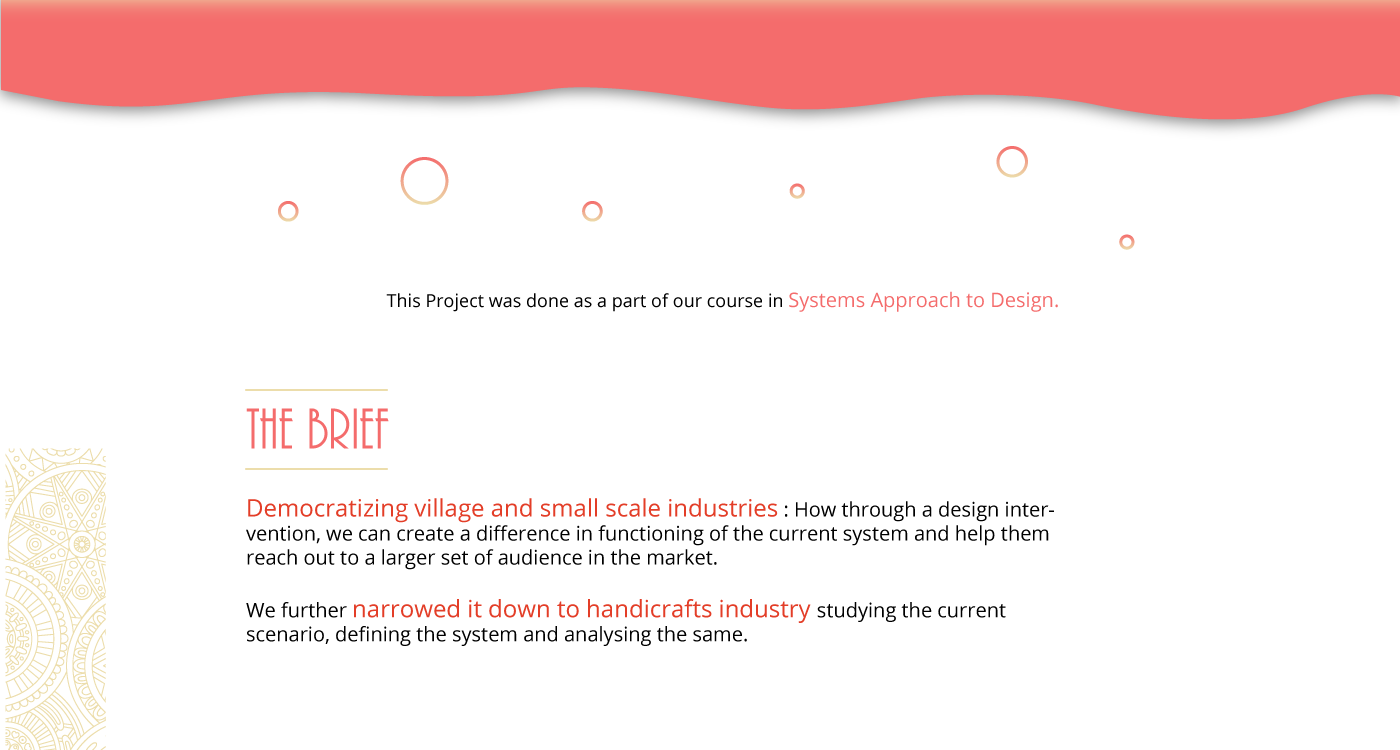 This Project was done as a part of our course in Systems Approach to Design.
THE BRIEF
Democratizing village and small scale industries : How through a design inter-
vention, we can create a difference in functioning of the current system and help them
reach out to a larger set of audience in the market.
We further narrowed it down to handicrafts industry studying the current
scenario, defining the system and analysing the same.